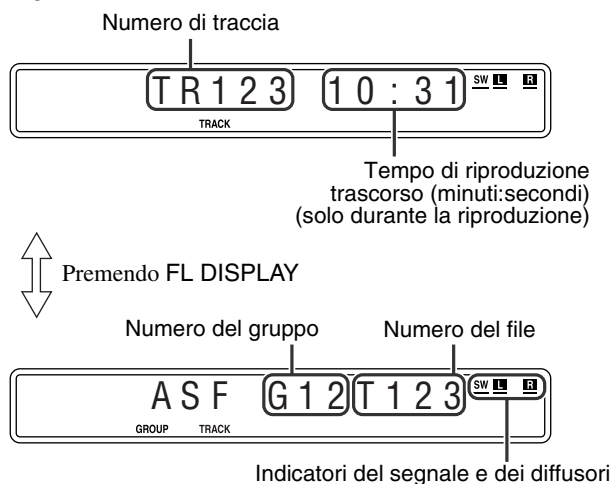 Numero di traccia
TR123 10:31 SW L R
TRACK
Tempo di riproduzione
trascorso (minuti:secondi)
(solo durante la riproduzione)
Premendo FL DISPLAY
Numero del gruppo Numero del file
ASF G12 T123 SW L R
GROUP TRACK
Indicatori del segnale e dei diffusori